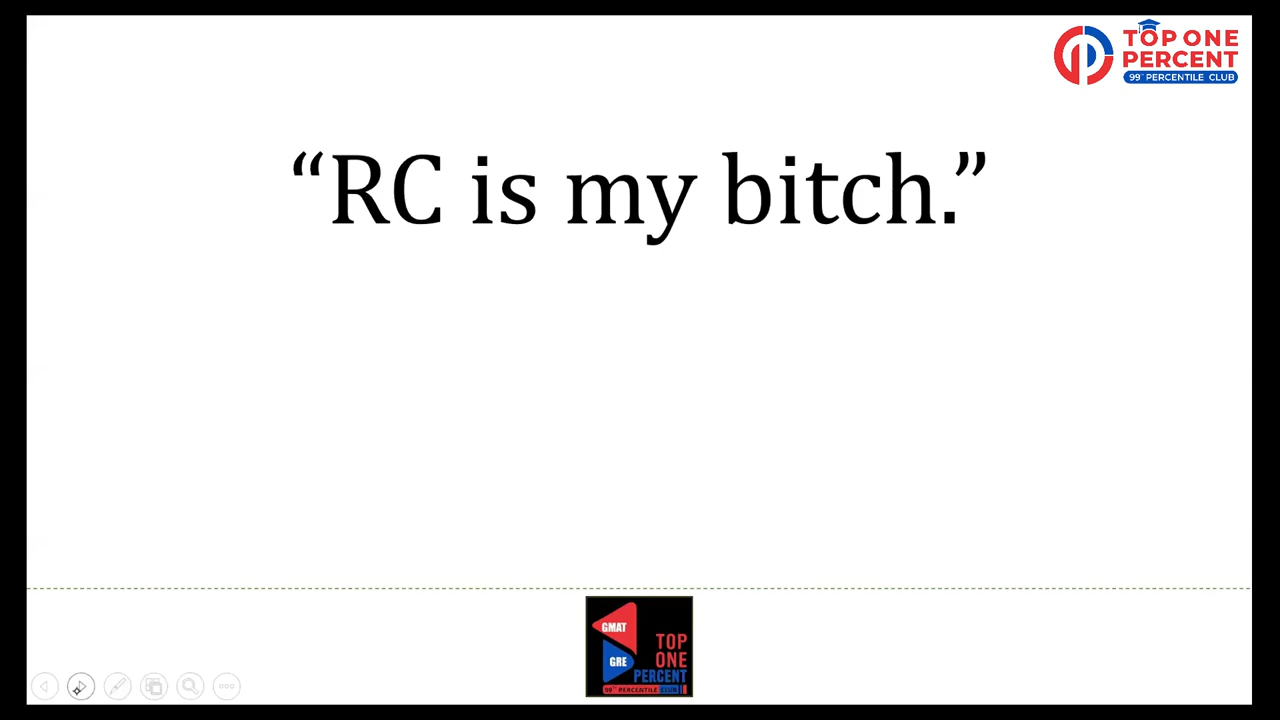 TOP ONE
PERCENT
99TH PERCENTILE CLUB
“RC is my bitch.”
GMAT
GRE
TOP
ONE
PERCENT
99TH PERCENTILE CLUB